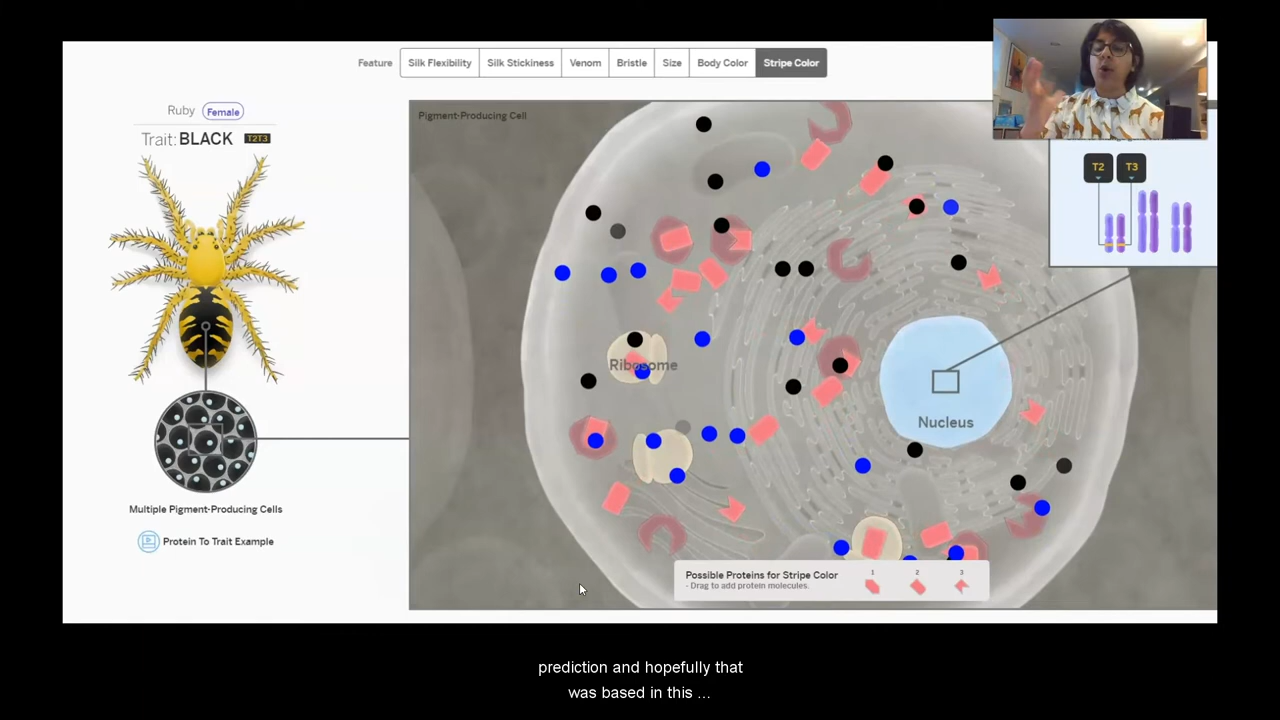 Feature Silk Flexibility Silk Stickiness Venom Bristle Size Body Color Stripe Color
Ruby Female
Trait: BLACK T2T3
Pigment-Producing Cell
T2 T3
Ribosome
Nucleus
Multiple Pigment-Producing Cells
Protein To Trait Example
Possible Proteins for Stripe Color
- Drag to add protein molecules.
1 2 3
prediction and hopefully that
was based in this ...